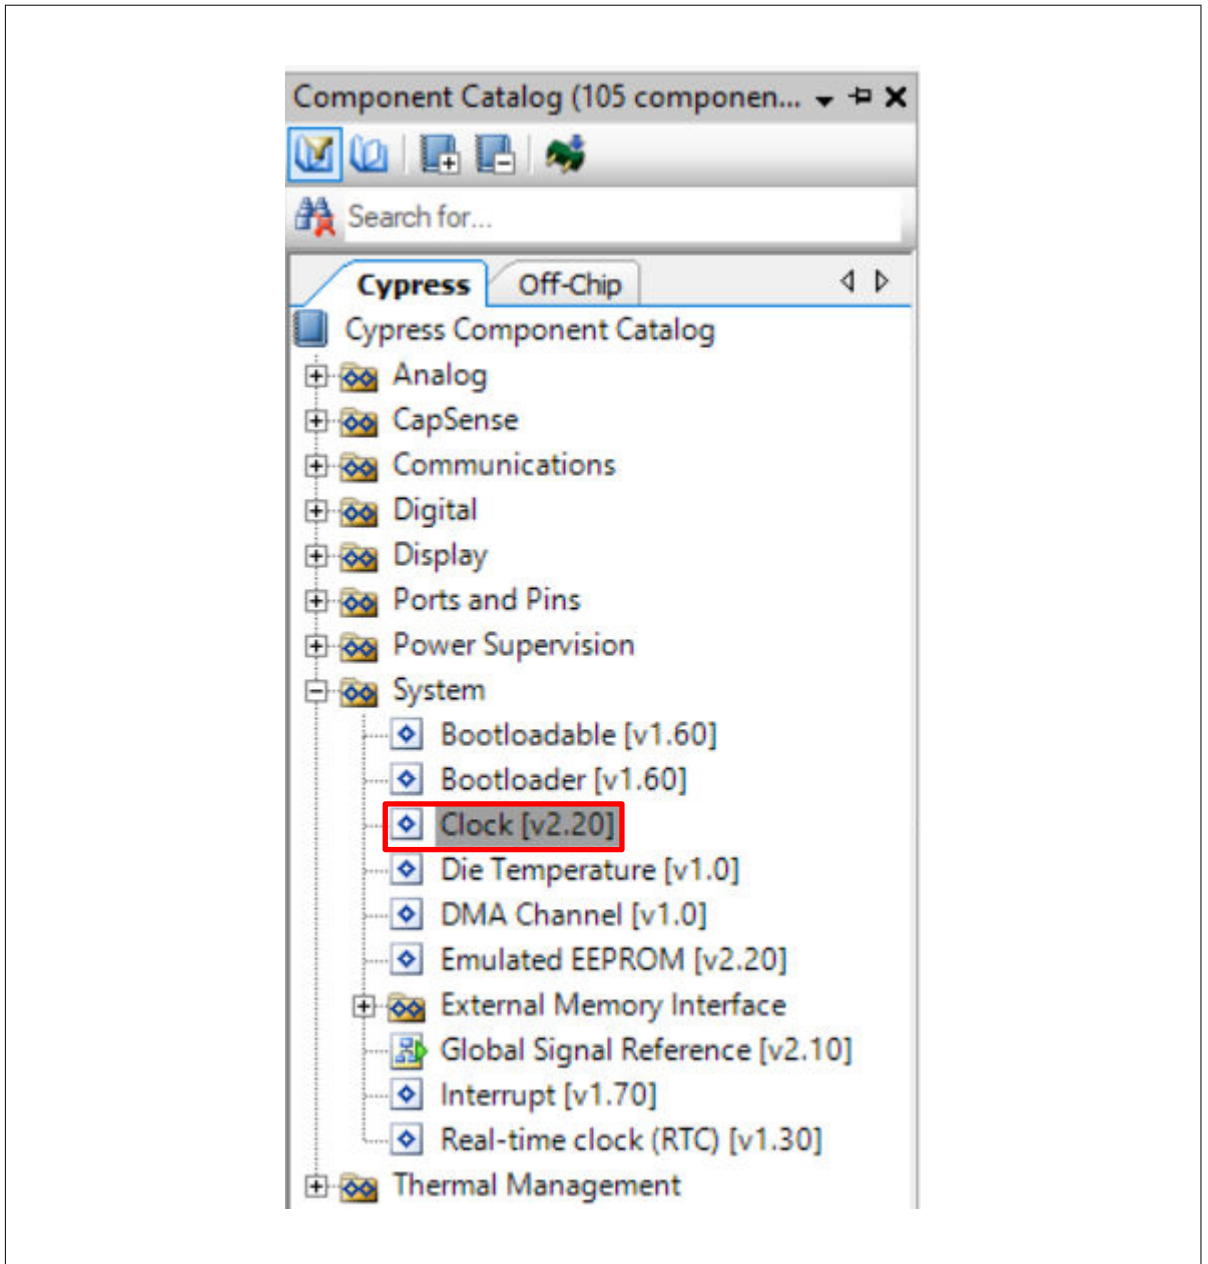 Component Catalog (105 componen...
Search for...
Cypress Off-Chip
Cypress Component Catalog
Analog
CapSense
Communications
Digital
Display
Ports and Pins
Power Supervision
System
Bootloadable [v1.60]
Bootloader [v1.60]
Clock [v2.20]
Die Temperature [v1.0]
DMA Channel [v1.0]
Emulated EEPROM [v2.20]
External Memory Interface
Global Signal Reference [v2.10]
Interrupt [v1.70]
Real-time clock (RTC) [v1.30]
Thermal Management